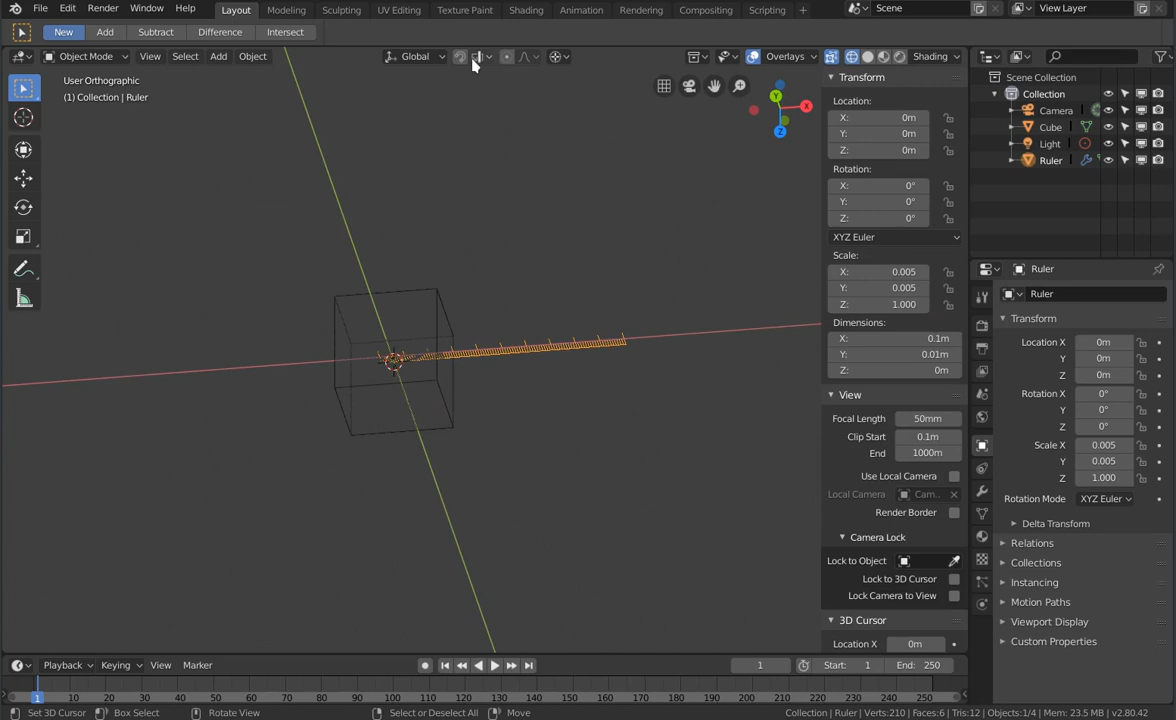 File Edit Render Window Help Layout Modeling Sculpting UV Editing Texture Paint Shading Animation Rendering Compositing Scripting + Scene View Layer
New Add Subtract Difference Intersect
Object Mode View Select Add Object Global Overlays Shading
User Orthographic
(1) Collection | Ruler
Y
X
Z
Transform
Location:
X: 0m
Y: 0m
Z: 0m
Rotation:
X: 0°
Y: 0°
Z: 0°
XYZ Euler
Scale:
X: 0.005
Y: 0.005
Z: 1.000
Dimensions:
X: 0.1m
Y: 0.01m
Z: 0m
View
Focal Length 50mm
Clip Start 0.1m
End 1000m
Use Local Camera
Local Camera Cam..
Render Border
Camera Lock
Lock to Object
Lock to 3D Cursor
Lock Camera to View
3D Cursor
Location X 0m
Scene Collection
Collection
Camera
Cube
Light
Ruler
Ruler
Ruler
Transform
Location X 0m
Y 0m
Z 0m
Rotation X 0°
Y 0°
Z 0°
Scale X 0.005
Y 0.005
Z 1.000
Rotation Mode XYZ Euler
Delta Transform
Relations
Collections
Instancing
Motion Paths
Viewport Display
Custom Properties
Playback Keying View Marker 1 Start: 1 End: 250
1 10 20 30 40 50 60 70 80 90 100 110 120 130 140 150 160 170 180 190 200 210 220 230 240 250
Set 3D Cursor Box Select Rotate View Select or Deselect All Move Collection | Ruler | Verts:210 | Faces:6 | Tris:12 | Objects:1/4 | Mem: 23.5 MB | v2.80.42